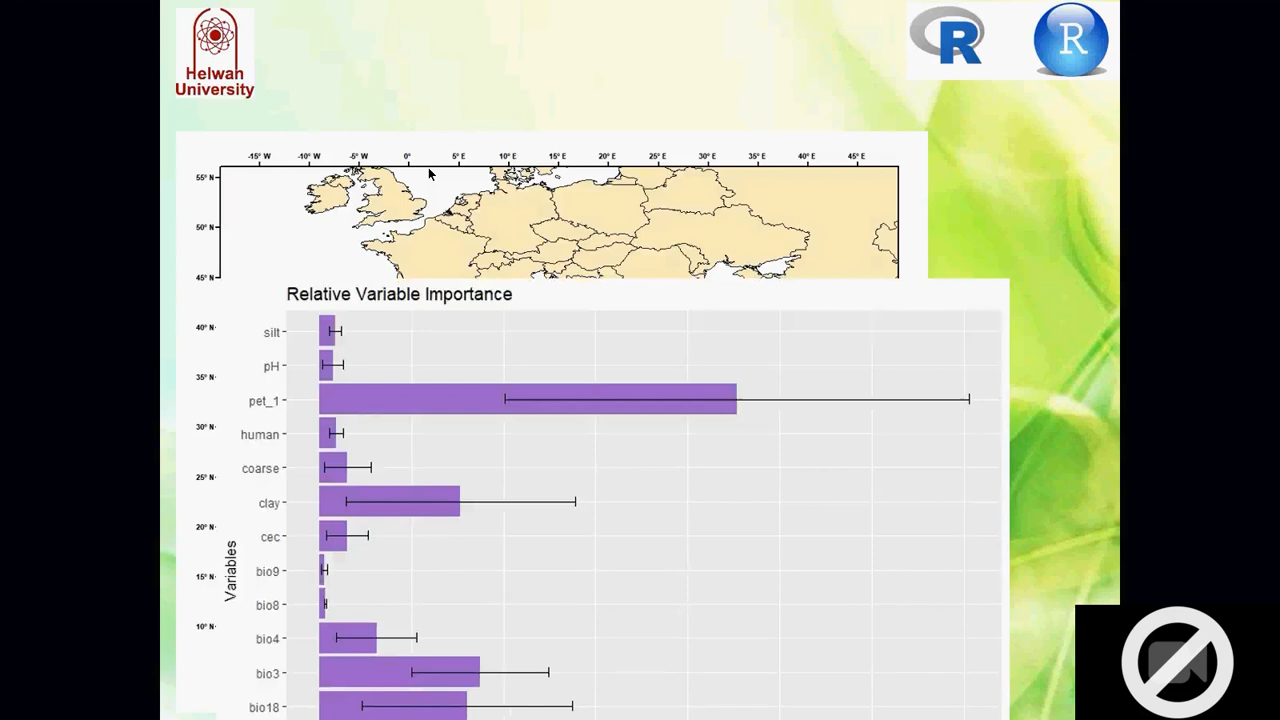 Helwan
University
R
R
-15° W -10° W -5° W 0° 5° E 10° E 15° E 20° E 25° E 30° E 35° E 40° E 45° E
55° N
50° N
45° N
Relative Variable Importance
40° N
35° N
30° N
25° N
20° N
15° N
10° N
silt
pH
pet_1
human
coarse
clay
cec
bio9
bio8
bio4
bio3
bio18
Variables